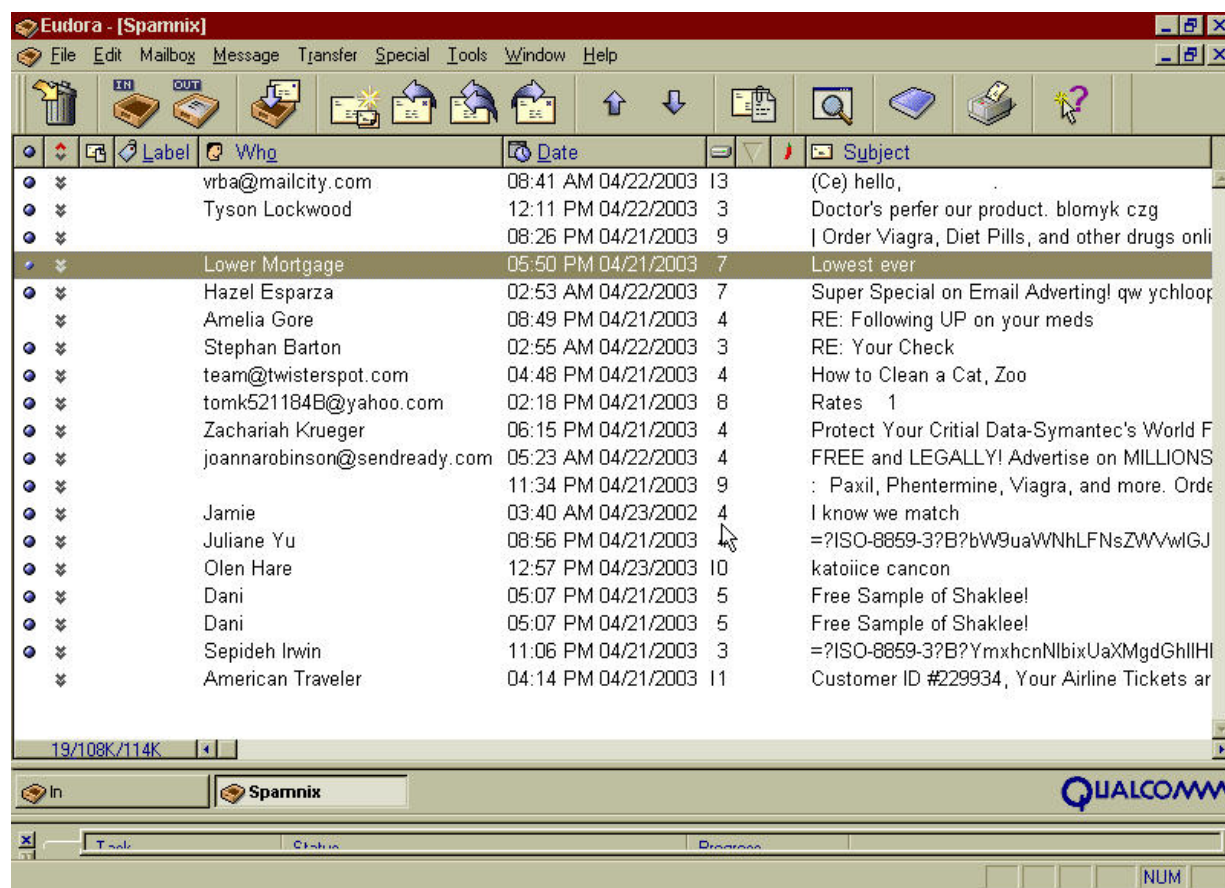 Eudora - [Spamnix]
File Edit Mailbox Message Transfer Special Tools Window Help
IN OUT
Label Who Date Subject
vrba@mailcity.com 08:41 AM 04/22/2003 13 (Ce) hello, .
Tyson Lockwood 12:11 PM 04/22/2003 3 Doctor's perfer our product. blomyk czg
08:26 PM 04/21/2003 9 | Order Viagra, Diet Pills, and other drugs onli
Lower Mortgage 05:50 PM 04/21/2003 7 Lowest ever
Hazel Esparza 02:53 AM 04/22/2003 7 Super Special on Email Adverting! qw ychloop
Amelia Gore 08:49 PM 04/21/2003 4 RE: Following UP on your meds
Stephan Barton 02:55 AM 04/22/2003 3 RE: Your Check
team@twisterspot.com 04:48 PM 04/21/2003 4 How to Clean a Cat, Zoo
tomk521184B@yahoo.com 02:18 PM 04/21/2003 8 Rates 1
Zachariah Krueger 06:15 PM 04/21/2003 4 Protect Your Critial Data-Symantec's World F
joannarobinson@sendready.com 05:23 AM 04/22/2003 4 FREE and LEGALLY! Advertise on MILLIONS
11:34 PM 04/21/2003 9 : Paxil, Phentermine, Viagra, and more. Orde
Jamie 03:40 AM 04/23/2002 4 I know we match
Juliane Yu 08:56 PM 04/21/2003 =?ISO-8859-3?B?bW9uaWNhLFNsZWVwIGJ
Olen Hare 12:57 PM 04/23/2003 10 katoiice cancon
Dani 05:07 PM 04/21/2003 5 Free Sample of Shaklee!
Dani 05:07 PM 04/21/2003 5 Free Sample of Shaklee!
Sepideh Irwin 11:06 PM 04/21/2003 3 =?ISO-8859-3?B?YmxhcnNlbixUaXMgdGhlIHI
American Traveler 04:14 PM 04/21/2003 11 Customer ID #229934, Your Airline Tickets ar
19/108K/114K
In Spamnix QUALCOMM
Task Status Progress
NUM